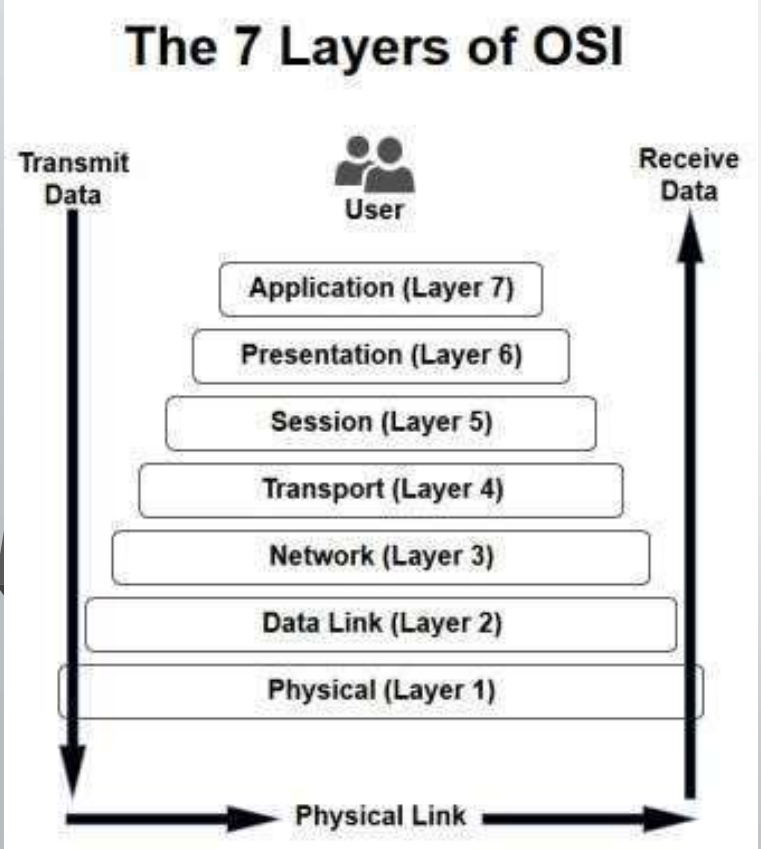 The 7 Layers of OSI
Transmit
Data
User
Receive
Data
Application (Layer 7)
Presentation (Layer 6)
Session (Layer 5)
Transport (Layer 4)
Network (Layer 3)
Data Link (Layer 2)
Physical (Layer 1)
Physical Link